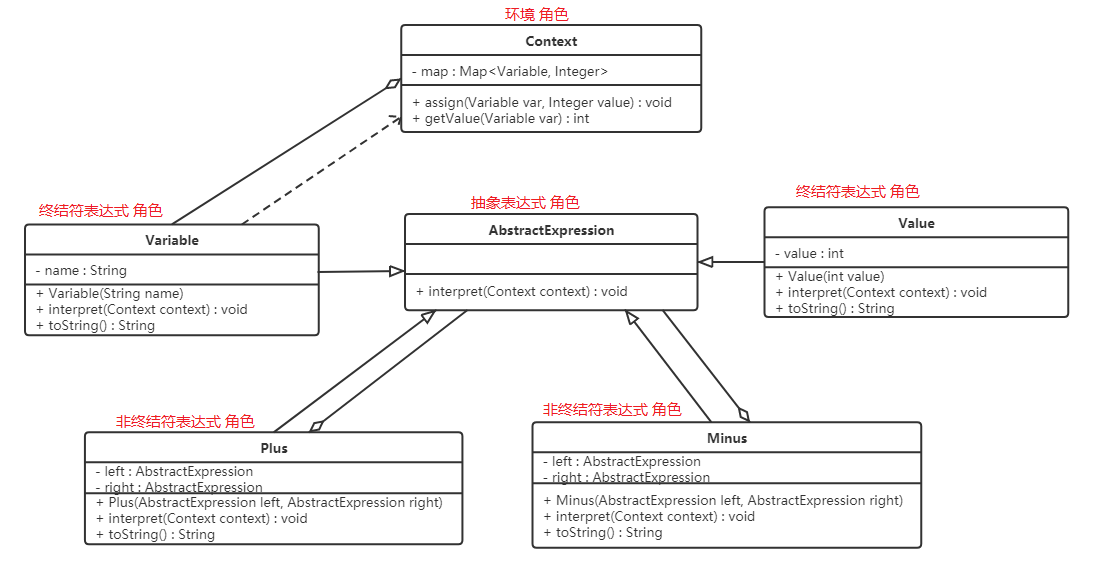 环境 角色
Context
- map : Map<Variable, Integer>
+ assign(Variable var, Integer value) : void
+ getValue(Variable var) : int
终结符表达式 角色
Variable
- name : String
+ Variable(String name)
+ interpret(Context context) : void
+ toString() : String
抽象表达式 角色
AbstractExpression
+ interpret(Context context) : void
终结符表达式 角色
Value
- value : int
+ Value(int value)
+ interpret(Context context) : void
+ toString() : String
非终结符表达式 角色
Plus
- left : AbstractExpression
- right : AbstractExpression
+ Plus(AbstractExpression left, AbstractExpression right)
+ interpret(Context context) : void
+ toString() : String
非终结符表达式 角色
Minus
- left : AbstractExpression
- right : AbstractExpression
+ Minus(AbstractExpression left, AbstractExpression right)
+ interpret(Context context) : void
+ toString() : String